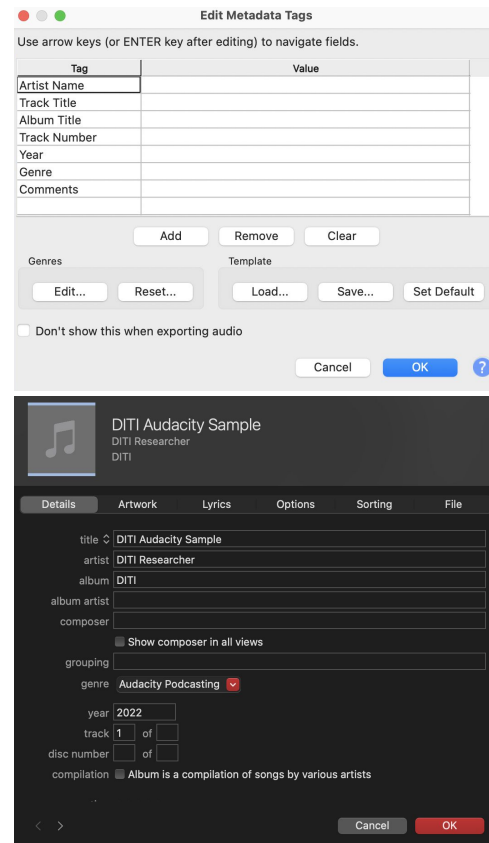 Edit Metadata Tags
Use arrow keys (or ENTER key after editing) to navigate fields.
Tag Value
Artist Name
Track Title
Album Title
Track Number
Year
Genre
Comments
Add Remove Clear
Genres Template
Edit... Reset... Load... Save... Set Default
Don't show this when exporting audio
Cancel OK ?
DITI Audacity Sample
DITI Researcher
DITI
Details Artwork Lyrics Options Sorting File
title DITI Audacity Sample
artist DITI Researcher
album DITI
album artist
composer
Show composer in all views
grouping
genre Audacity Podcasting
year 2022
track 1 of
disc number of
compilation Album is a compilation of songs by various artists
< > Cancel OK